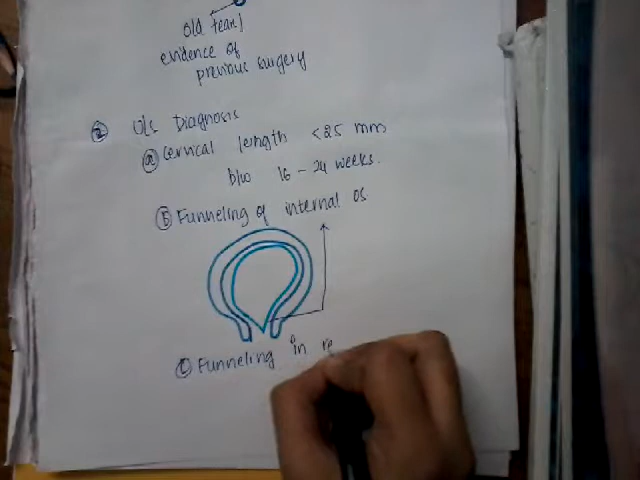 old tear/
evidence of
previous surgery
② U/s Diagnosis
ⓐ Cervical length <25 mm
b/w 16 - 24 weeks.
ⓑ Funneling of internal os
ⓒ Funneling in re